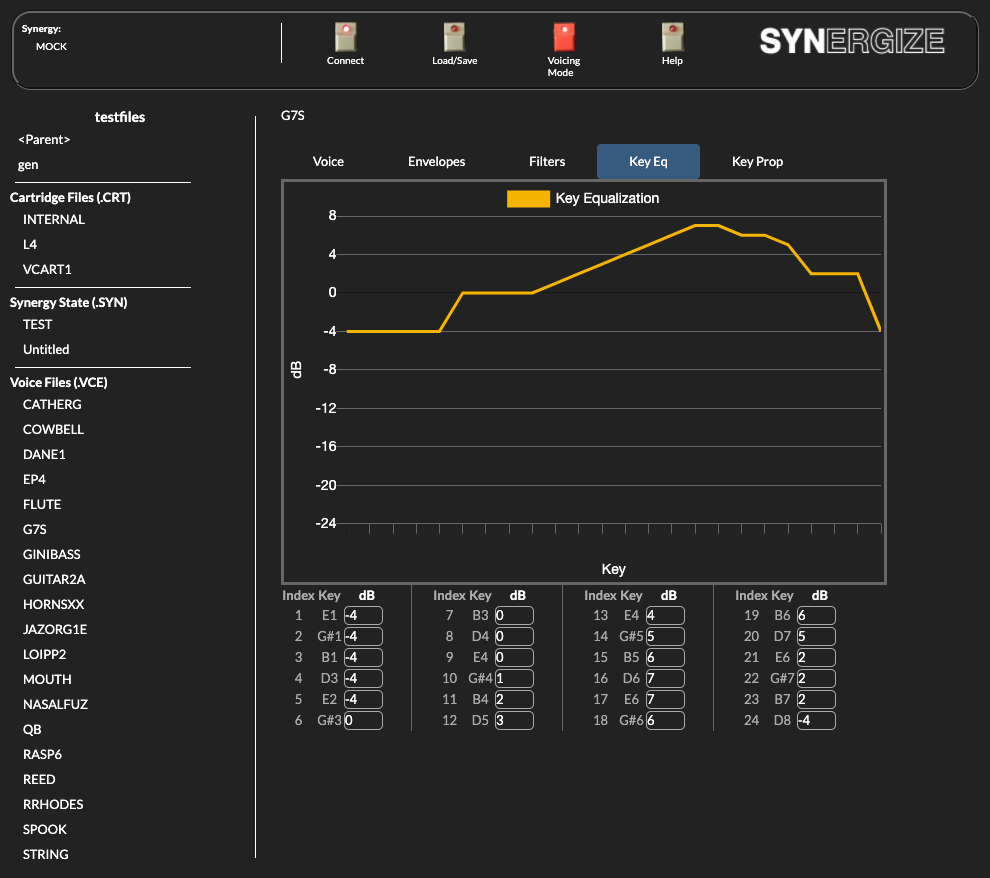 Synergy:
MOCK
Connect
Load/Save
Voicing
Mode
Help
SYNERGIZE
testfiles
<Parent>
gen
Cartridge Files (.CRT)
INTERNAL
L4
VCART1
Synergy State (.SYN)
TEST
Untitled
Voice Files (.VCE)
CATHERG
COWBELL
DANE1
EP4
FLUTE
G7S
GINIBASS
GUITAR2A
HORNSXX
JAZORG1E
LOIPP2
MOUTH
NASALFUZ
QB
RASP6
REED
RRHODES
SPOOK
STRING
G7S
Voice Envelopes Filters Key Eq Key Prop
Key Equalization
8
4
0
-4
-8
-12
-16
-20
-24
dB
Key
Index Key dB Index Key dB Index Key dB Index Key dB
1 E1 -4 7 B3 0 13 E4 4 19 B6 6
2 G#1 -4 8 D4 0 14 G#5 5 20 D7 5
3 B1 -4 9 E4 0 15 B5 6 21 E6 2
4 D3 -4 10 G#4 1 16 D6 7 22 G#7 2
5 E2 -4 11 B4 2 17 E6 7 23 B7 2
6 G#3 0 12 D5 3 18 G#6 6 24 D8 -4